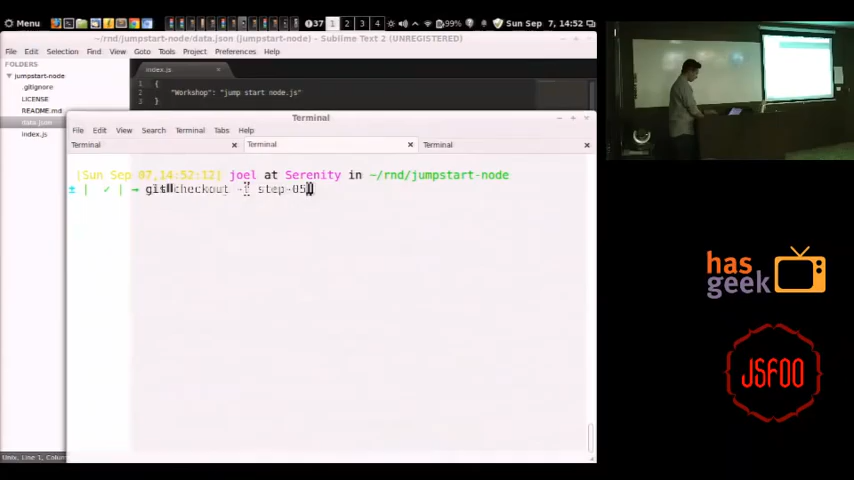 Menu 37 1 2 3 4 99% Sun Sep 7, 14:52
~/rnd/jumpstart-node/data.json (jumpstart-node) - Sublime Text 2 (UNREGISTERED)
File Edit Selection Find View Goto Tools Project Preferences Help
FOLDERS
jumpstart-node
.gitignore
LICENSE
README.md
data.json
index.js
index.js
1 {
2 "Workshop": "jump start node.js"
3 }
Terminal
File Edit View Search Terminal Tabs Help
Terminal Terminal Terminal
[Sun Sep 07,14:52:12] joel at Serenity in ~/rnd/jumpstart-node
± | ✓ | → git checkout -f step-05
Line 1, Colum
has
geek
JSFOO